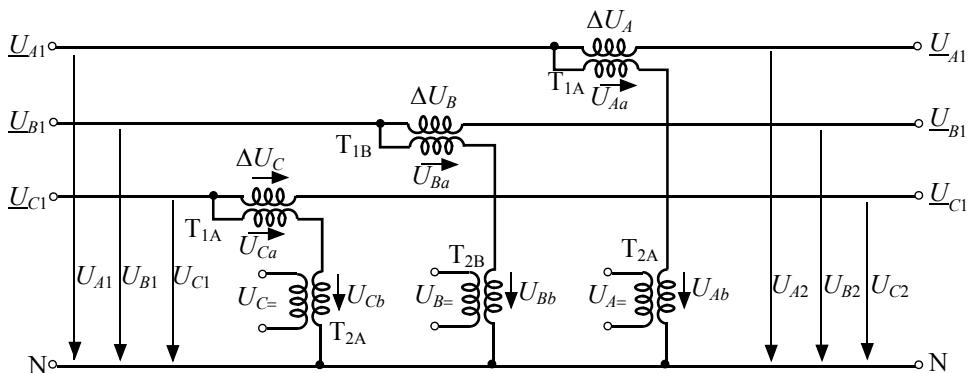 ΔU_A
U_A1 U_A1
T_1A U_Aa
ΔU_B
U_B1 U_B1
T_1B U_Ba
ΔU_C
U_C1 U_C1
T_1A U_Ca
T_2B T_2A
U_A1 U_B1 U_C1 U_C= U_Cb U_B= U_Bb U_A= U_Ab U_A2 U_B2 U_C2
T_2A
N N